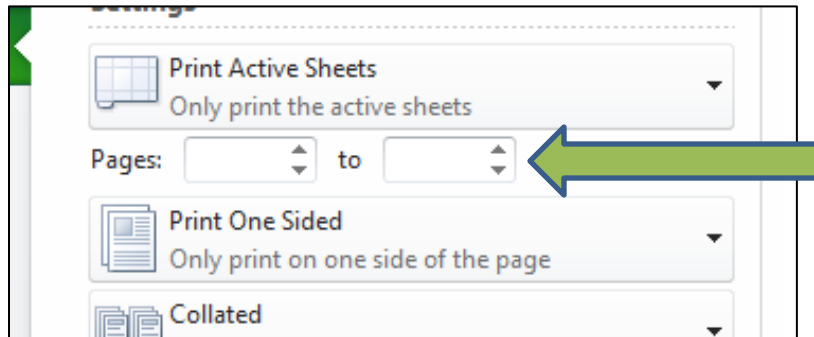 Settings
Print Active Sheets
Only print the active sheets
Pages: to
Print One Sided
Only print on one side of the page
Collated